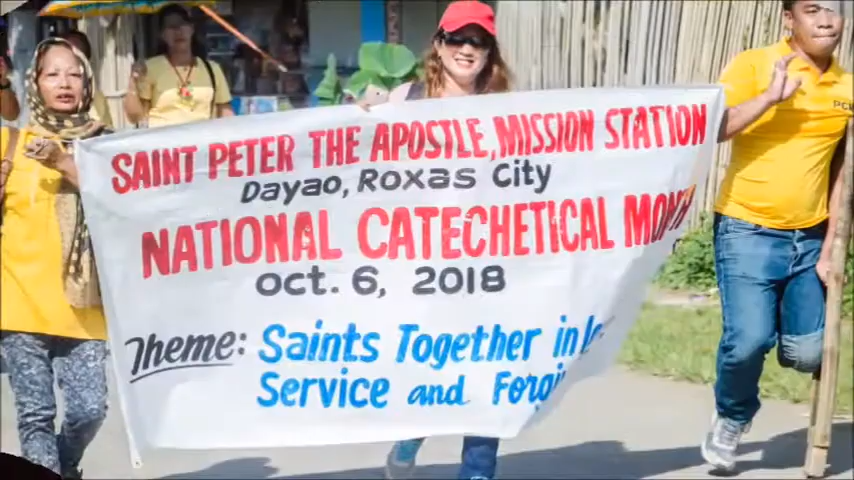 SAINT PETER THE APOSTLE, MISSION STATION
DAYAO, ROXAS CITY
NATIONAL CATECHETICAL MONTH
OCT. 6, 2018
Theme: Saints Together in
Service and